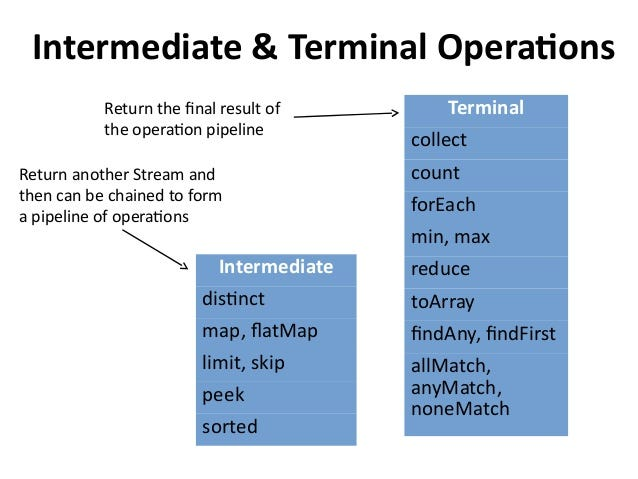 Intermediate & Terminal Operations
Return the final result of
the operation pipeline
Return another Stream and
then can be chained to form
a pipeline of operations
Intermediate
distinct
map, flatMap
limit, skip
peek
sorted
Terminal
collect
count
forEach
min, max
reduce
toArray
findAny, findFirst
allMatch,
anyMatch,
noneMatch